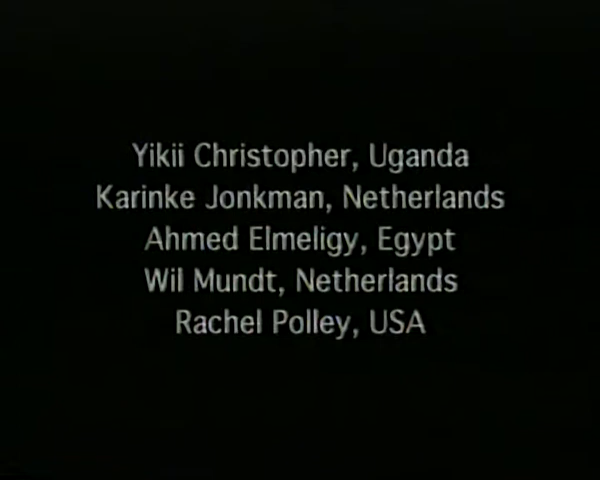 Yikii Christopher, Uganda
Karinke Jonkman, Netherlands
Ahmed Elmeligy, Egypt
Wil Mundt, Netherlands
Rachel Polley, USA